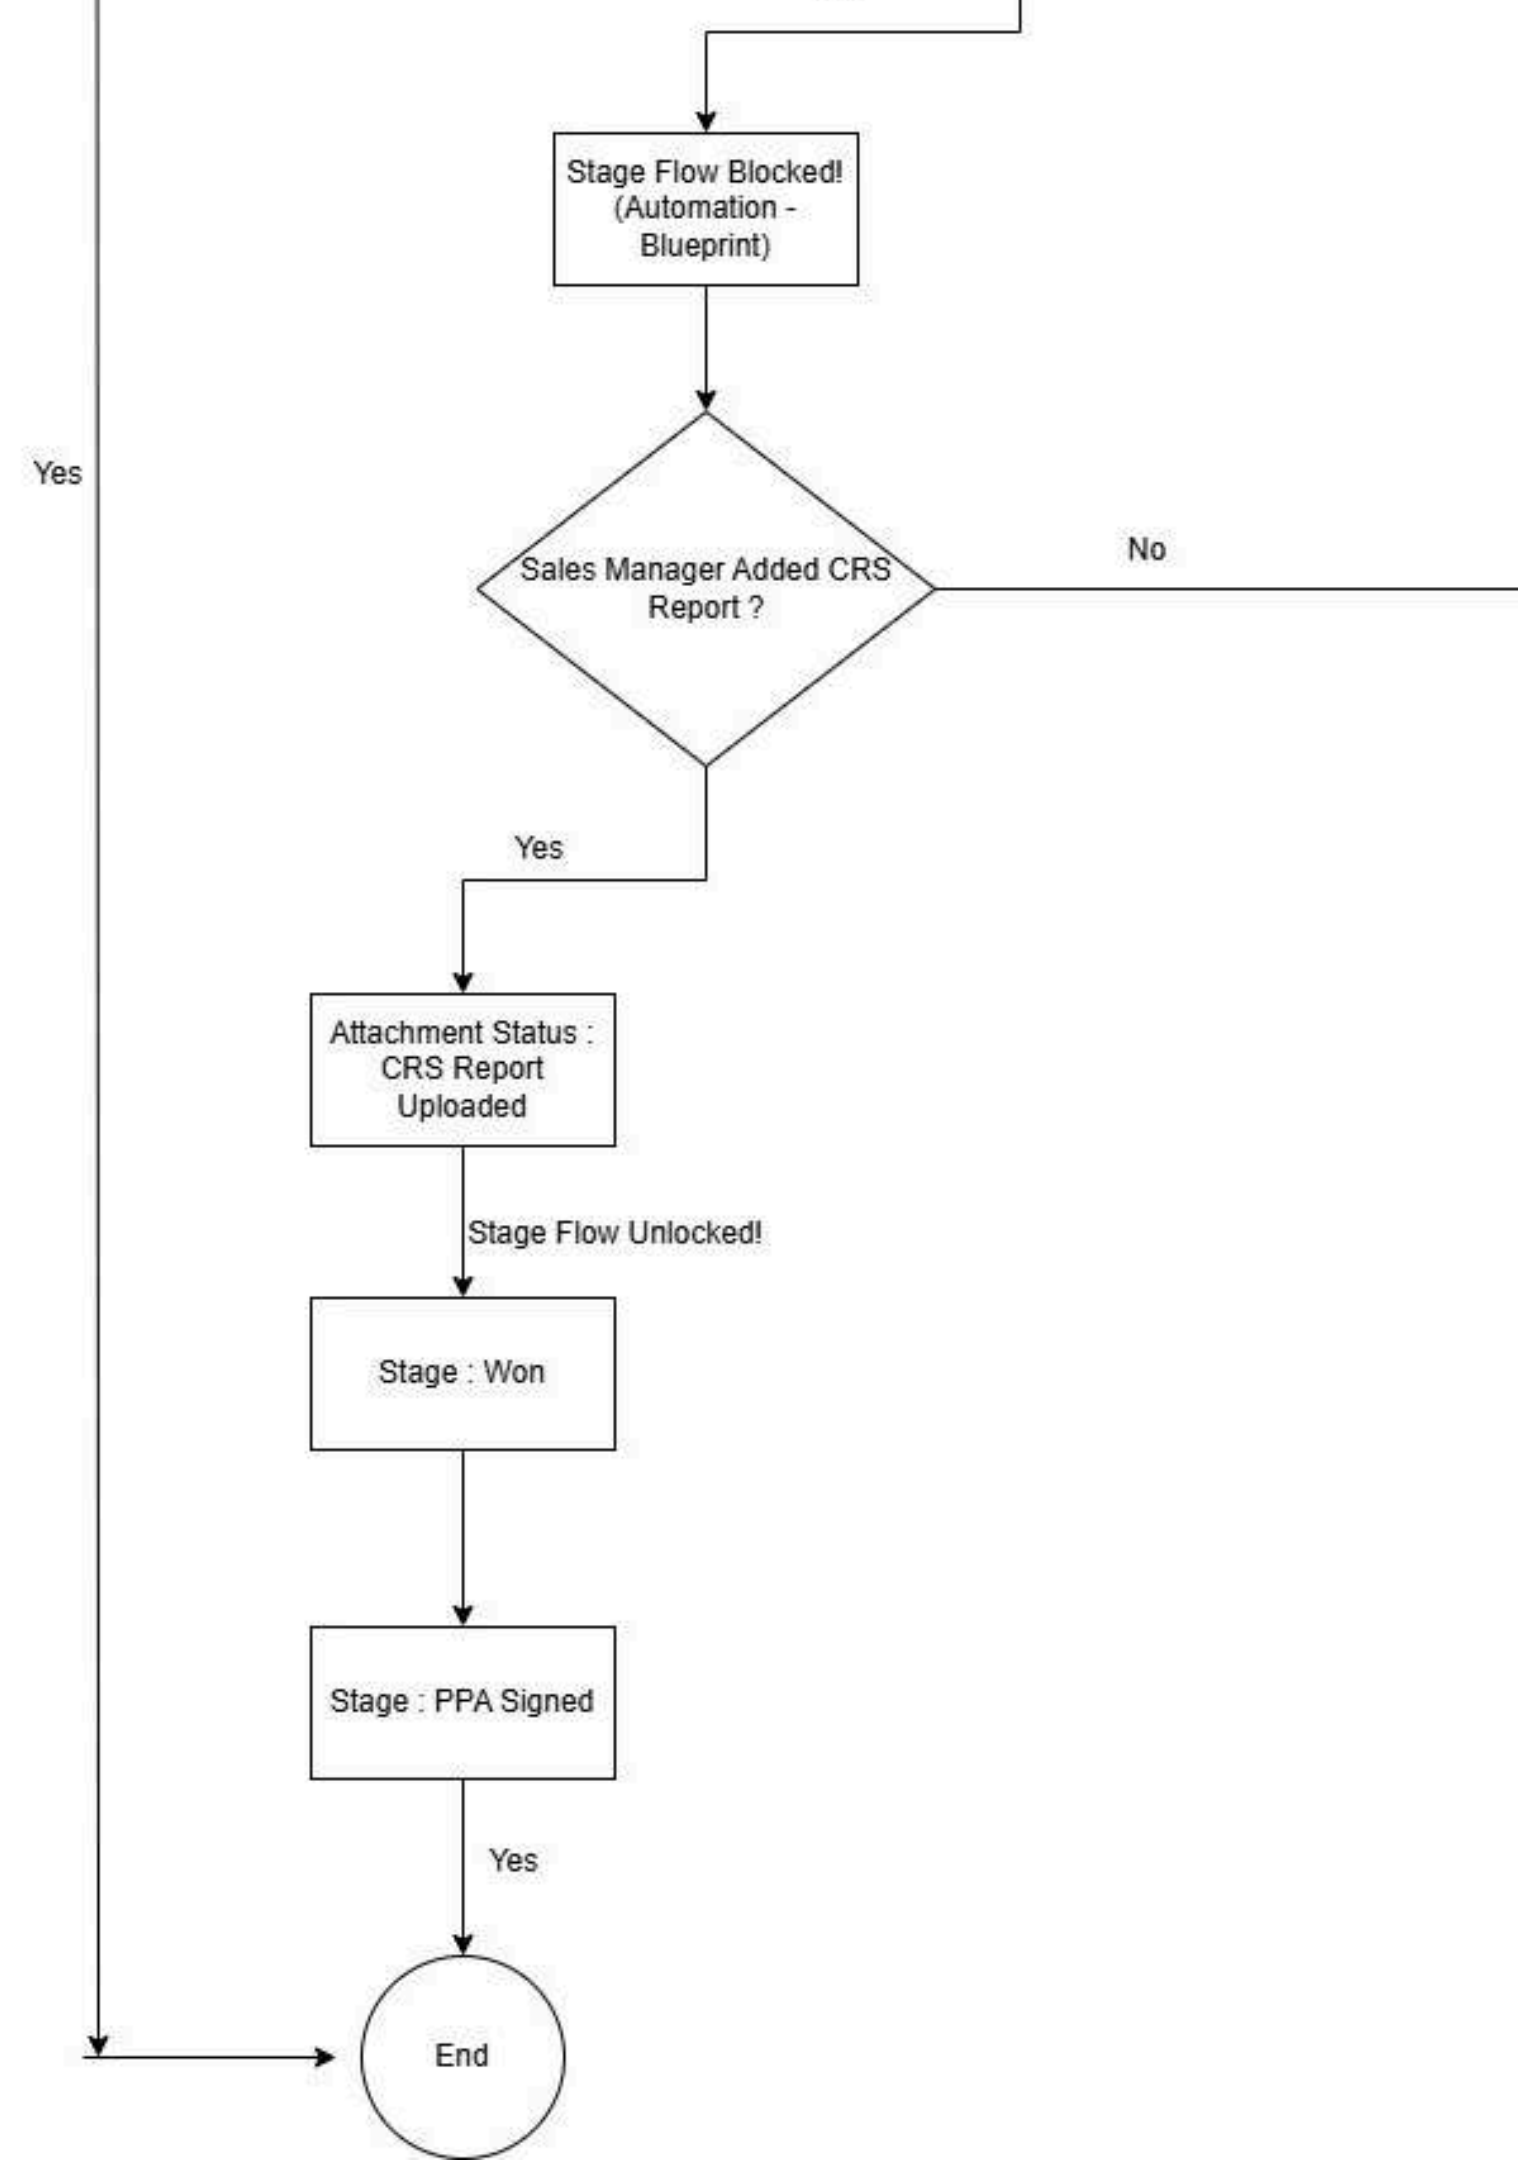 Stage Flow Blocked!
(Automation -
Blueprint)
Yes
No
Sales Manager Added CRS
Report ?
Yes
Attachment Status :
CRS Report
Uploaded
Stage Flow Unlocked!
Stage : Won
Stage : PPA Signed
Yes
End